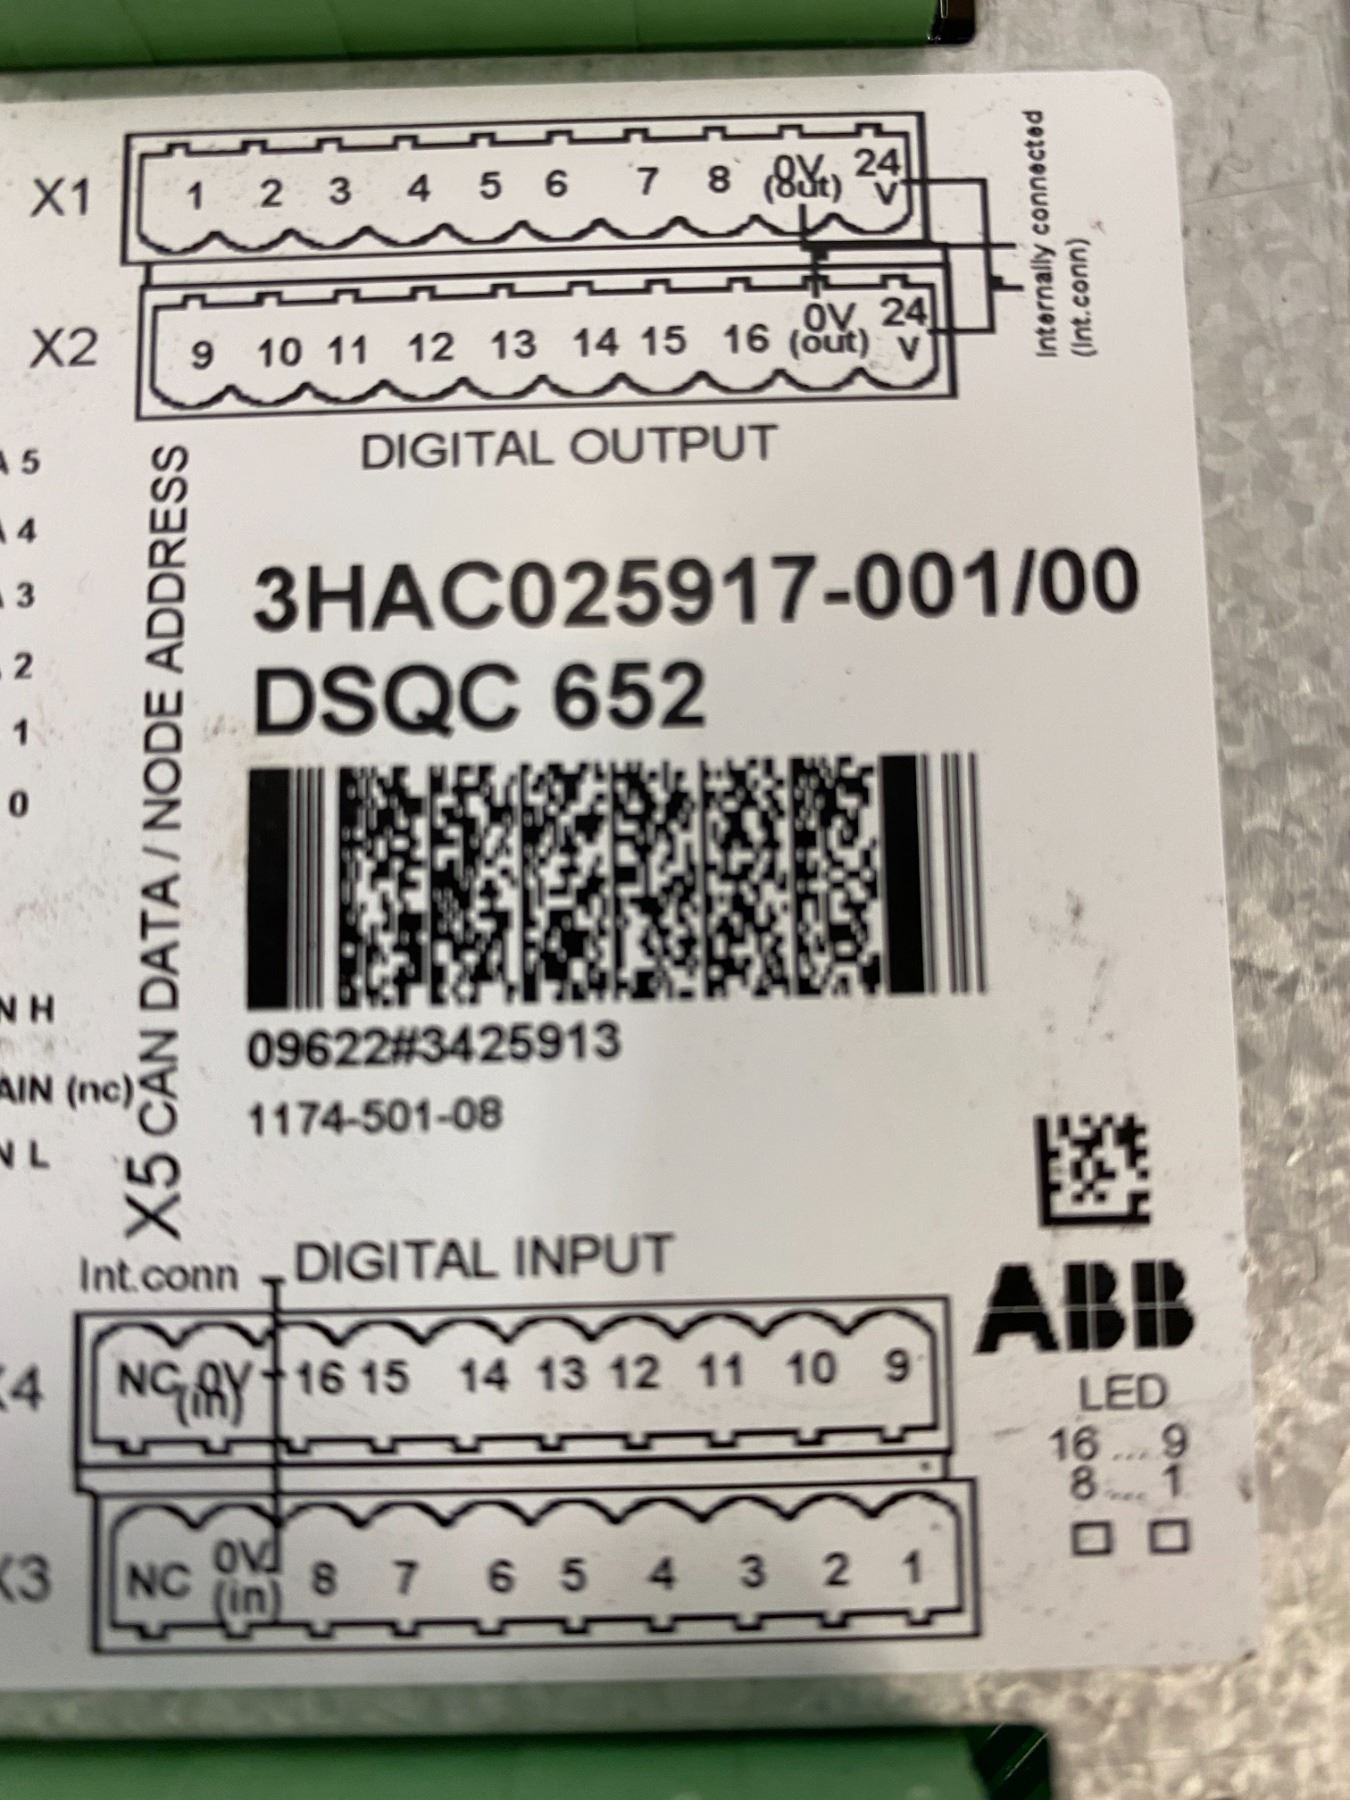 X1
1 2 3 4 5 6 7 8 0V (out) 24 V
Internally connected
(Int.conn)
X2
9 10 11 12 13 14 15 16 0V (out) 24 V
DIGITAL OUTPUT
5
4
3
2
1
0
N H
AIN (nc)
L
X5 CAN DATA / NODE ADDRESS
3HAC025917-001/00
DSQC 652
09622#3425913
1174-501-08
Int.conn
DIGITAL INPUT
4
NC 0V (in) 16 15 14 13 12 11 10 9
3
NC 0V (in) 8 7 6 5 4 3 2 1
ABB
LED
16 .... 9
8 .... 1